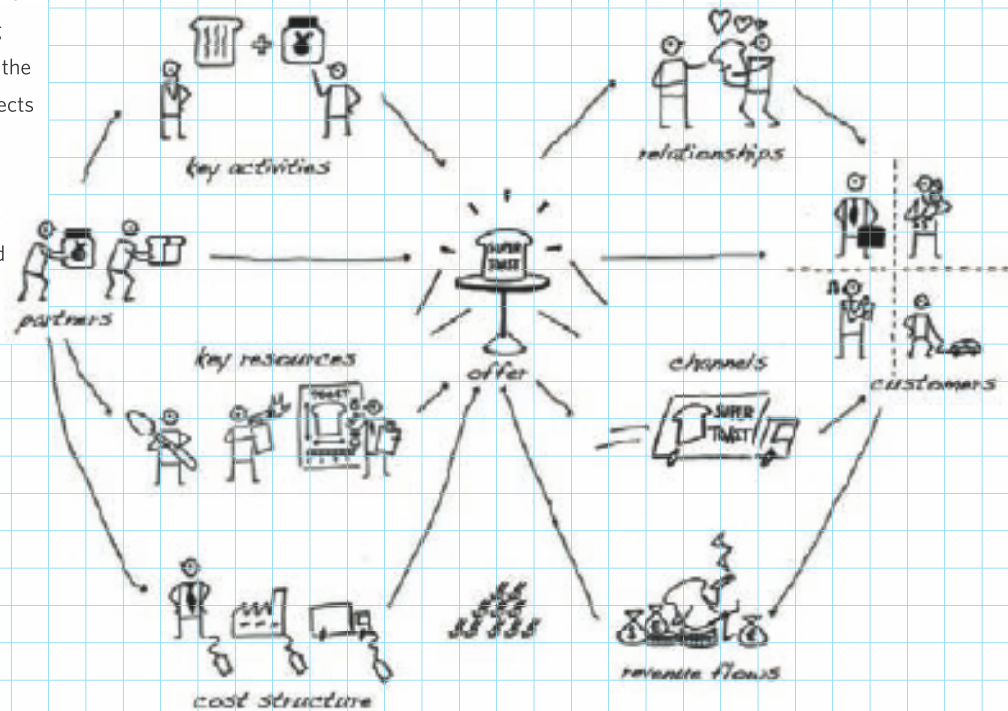 the
ects
key activities
relationships
SUPER
TOAST
partners
key resources
offer
channels
customers
TOAST
SUPER
TOAST
cost structure
revenue flows